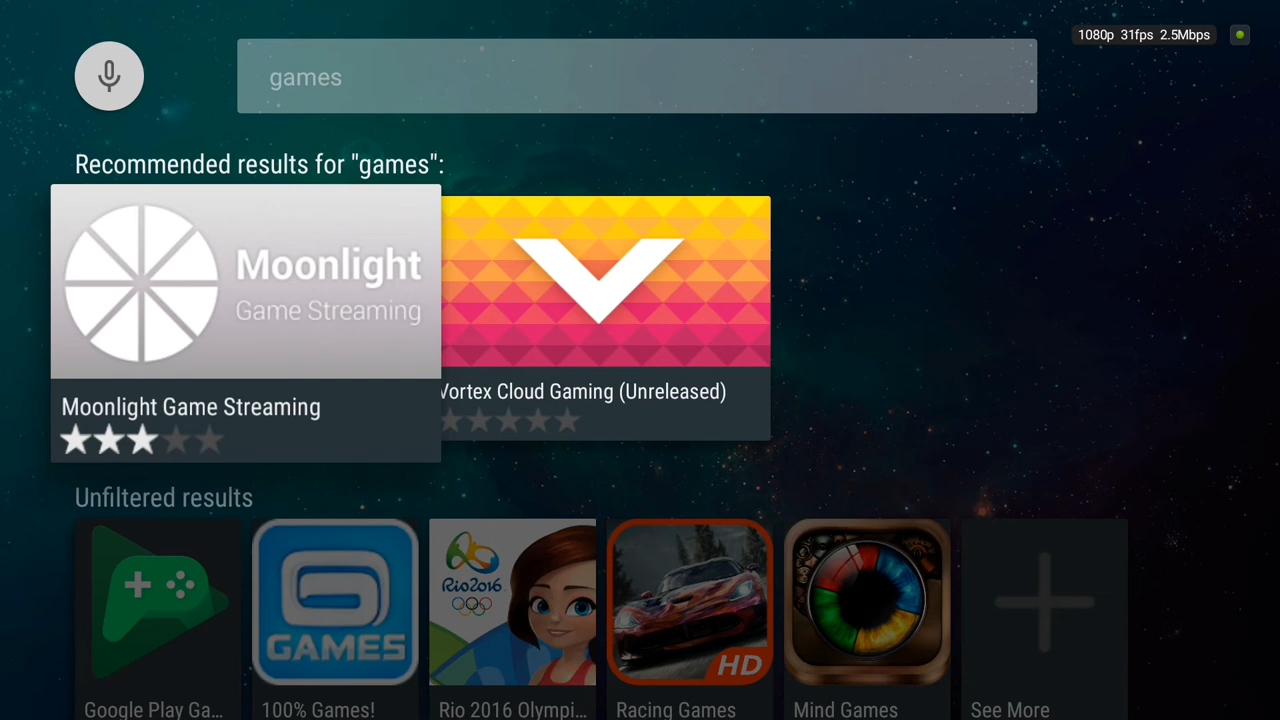 1080p 31fps 2.5Mbps
games
Recommended results for "games":
Moonlight
Game Streaming
Moonlight Game Streaming
Vortex Cloud Gaming (Unreleased)
Unfiltered results
GAMES
Rio2016
HD
Google Play Ga...
100% Games!
Rio 2016 Olympi...
Racing Games
Mind Games
See More